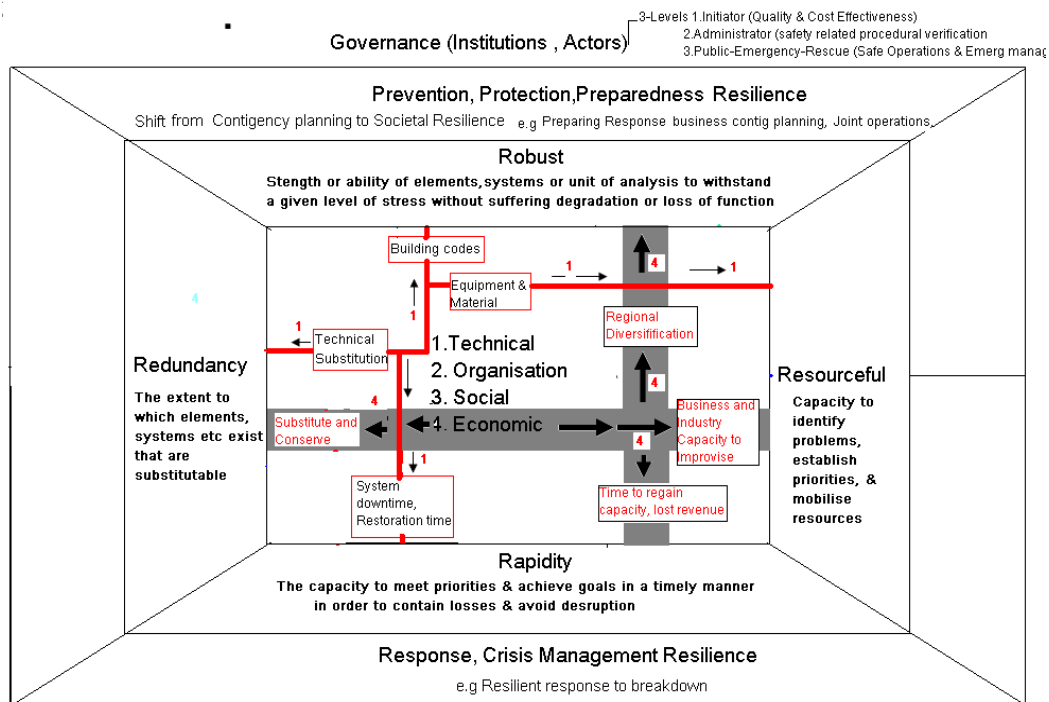 3-Levels 1.Initiator (Quality & Cost Effectiveness)
2.Administrator (safety related procedural verification
3.Public-Emergency-Rescue (Safe Operations & Emerg manag
Governance (Institutions , Actors)
Prevention, Protection,Preparedness Resilience
Shift from Contigency planning to Societal Resilience e.g Preparing Response business contig planning, Joint operations,
Robust
Stength or ability of elements,systems or unit of analysis to withstand
a given level of stress without suffering degradation or loss of function
Building codes
4
1
1
Equipment &
Material
1
4
Regional
Diversifification
1
Technical
Substitution
1.Technical
2. Organisation
3. Social
4. Economic
Redundancy
The extent to
which elements,
systems etc exist
that are
substitutable
Resourceful
Capacity to
identify
problems,
establish
priorities, &
mobilise
resources
4
4
Substitute and
Conserve
Business and
Industry
Capacity to
Improvise
4
1
System
downtime,
Restoration time
Time to regain
capacity, lost revenue
Rapidity
The capacity to meet priorities & achieve goals in a timely manner
in order to contain losses & avoid desruption
Response, Crisis Management Resilience
e.g Resilient response to breakdown